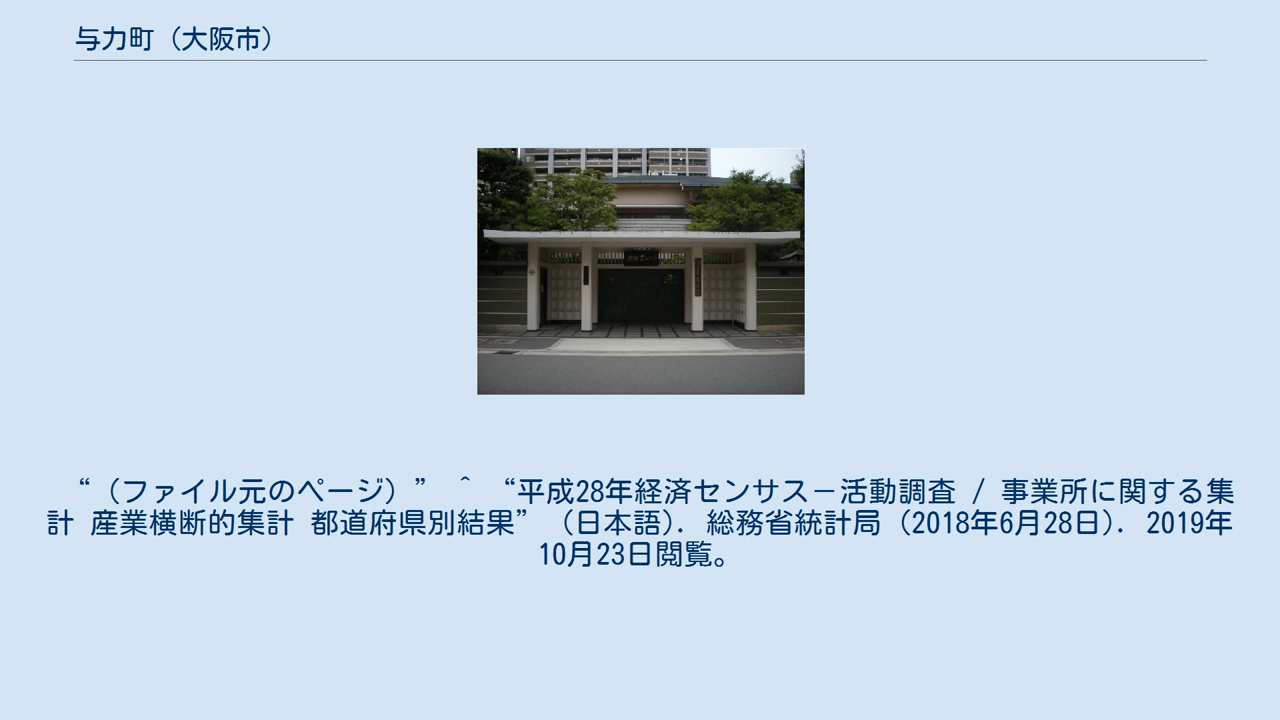 与力町（大阪市）
“（ファイル元のページ）” ^ “平成28年経済センサス－活動調査 / 事業所に関する集
計 産業横断的集計 都道府県別結果” （日本語）. 総務省統計局（2018年6月28日）. 2019年
10月23日閲覧。